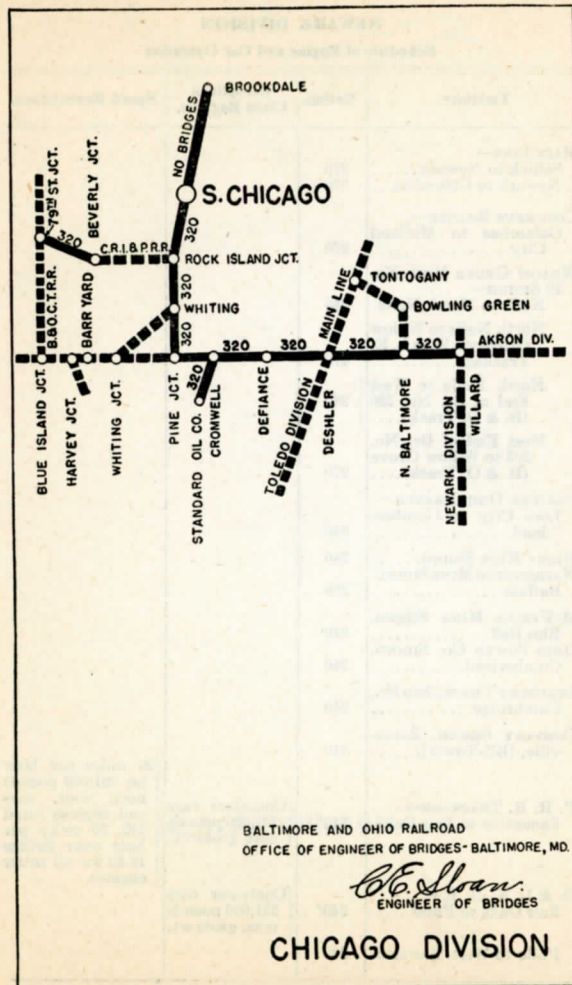 BROOKDALE
NO BRIDGES
S. CHICAGO
320
79TH ST. JCT.
BEVERLY JCT.
320
C.R.I.& P.R.R.
ROCK ISLAND JCT.
B.&O.C.T.R.R.
BARR YARD
320
WHITING
320
MAIN LINE
TONTOGANY
BOWLING GREEN
320 320 320 320 320
AKRON DIV.
BLUE ISLAND JCT.
HARVEY JCT.
WHITING JCT.
PINE JCT.
320
STANDARD OIL CO.
CROMWELL
DEFIANCE
TOLEDO DIVISION
DESHLER
N. BALTIMORE
NEWARK DIVISION
WILLARD
BALTIMORE AND OHIO RAILROAD
OFFICE OF ENGINEER OF BRIDGES-BALTIMORE, MD.
C.E. Sloan.
ENGINEER OF BRIDGES
CHICAGO DIVISION